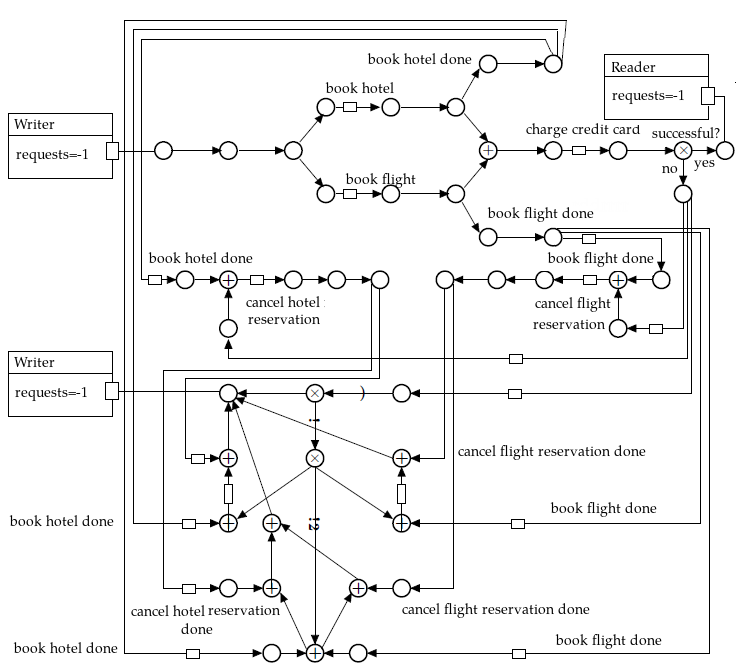 book hotel done
Reader
requests=-1
book hotel
Writer
requests=-1
charge credit card
successful?
no
yes
book flight
book flight done
book hotel done
book flight done
cancel hotel
reservation
cancel flight
reservation
Writer
requests=-1
)
!
cancel flight reservation done
book flight done
book hotel done
!2
cancel hotel reservation
done
cancel flight reservation done
book flight done
book hotel done